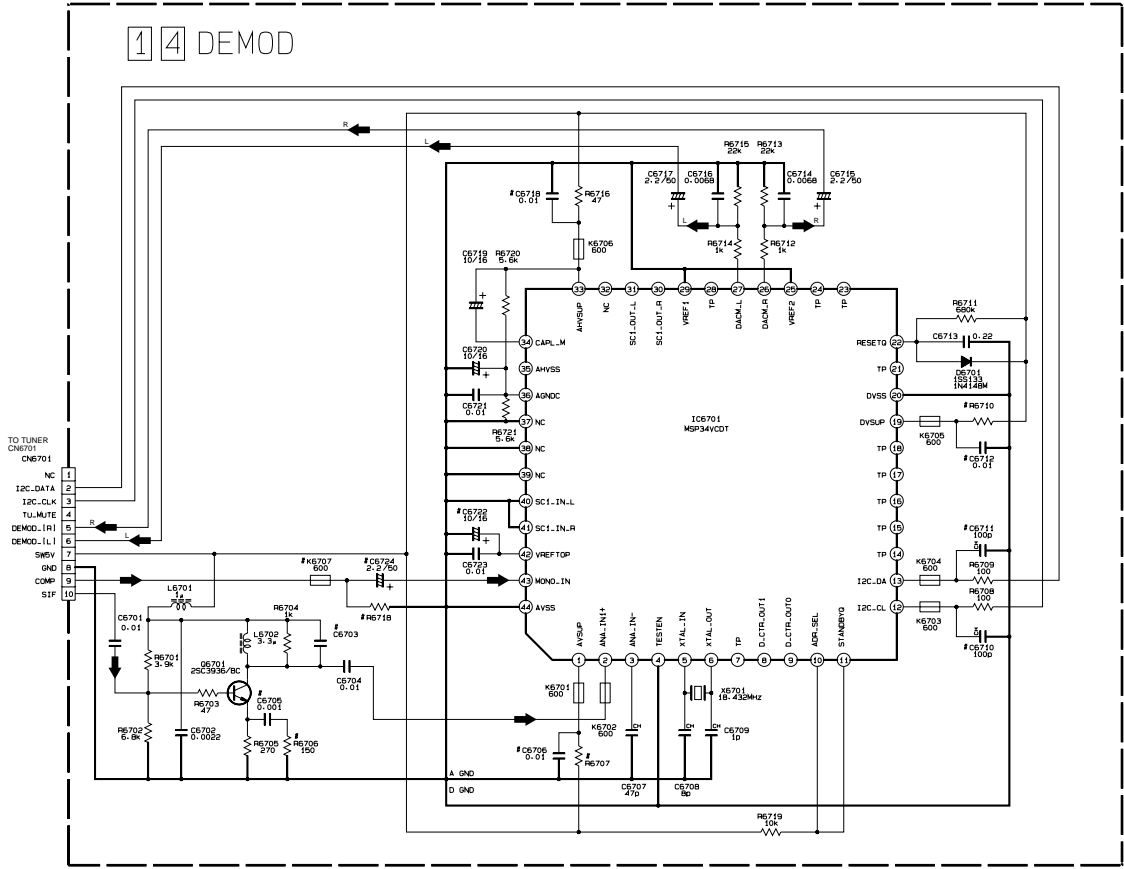 14 DEMOD
R
L
R6715
22k
R6713
22k
C6717
2.2/50
C6716
0.0068
C6714
0.0068
C6715
2.2/50
#C6718
0.01
R6716
47
+
+
L
R
K6706
600
R6714
1k
R6712
1k
C6719
10/16
R6720
5.6k
+
33 32 31 30 29 28 27 26 25 24 23
AHVSUP
NC
SC1_OUT_L
SC1_OUT_R
VREF1
TP
DACM_L
DACM_R
VREF2
TP
TP
R6711
680k
34 CAPL_M
C6713 0.22
RESETQ 22
C6720
10/16
+
35 AHVSS
TP 21
D6701
1SS133
1N4148M
36 AGNDC
DVSS 20
C6721
0.01
IC6701
MSP34VCDT
#R6710
37 NC
DVSUP 19
K6705
600
R6721
5.6k
TO TUNER
CN6701
CN6701
38 NC
TP 18
#C6712
0.01
NC 1
39 NC
TP 17
I2C_DATA 2
I2C_CLK 3
40 SC1_IN_L
TP 16
TU_MUTE 4
#C6722
10/16
+
DEMOD_(R) 5
R
41 SC1_IN_R
TP 15
#C6711
100p
CH
DEMOD_(L) 6
L
SW5V 7
C6723
0.01
42 VREFTOP
TP 14
GND 8
#K6707
600
#C6724
2.2/50
+
K6704
600
R6709
100
COMP 9
43 MONO_IN
I2C_DA 13
SIF 10
L6701
1µ
#R6718
44 AVSS
I2C_CL 12
R6708
100
K6703
600
C6701
0.01
R6704
1k
L6702
3.3µ
#C6703
AVSUP
ANA_IN1+
ANA_IN-
TESTEN
XTAL_IN
XTAL_OUT
TP
D_CTR_OUT1
D_CTR_OUT0
ADR_SEL
STANDBYQ
CH
#C6710
100p
R6701
3.9k
1 2 3 4 5 6 7 8 9 10 11
Q6701
2SC3936/BC
C6704
0.01
K6701
600
X6701
18.432MHz
R6703
47
#
C6705
0.001
K6702
600
R6702
6.8k
C6702
0.0022
R6705
270
#
R6706
150
#C6706
0.01
#
R6707
CH
CH
CH
C6709
1p
A GND
C6707
47p
C6708
8p
D GND
R6719
10k